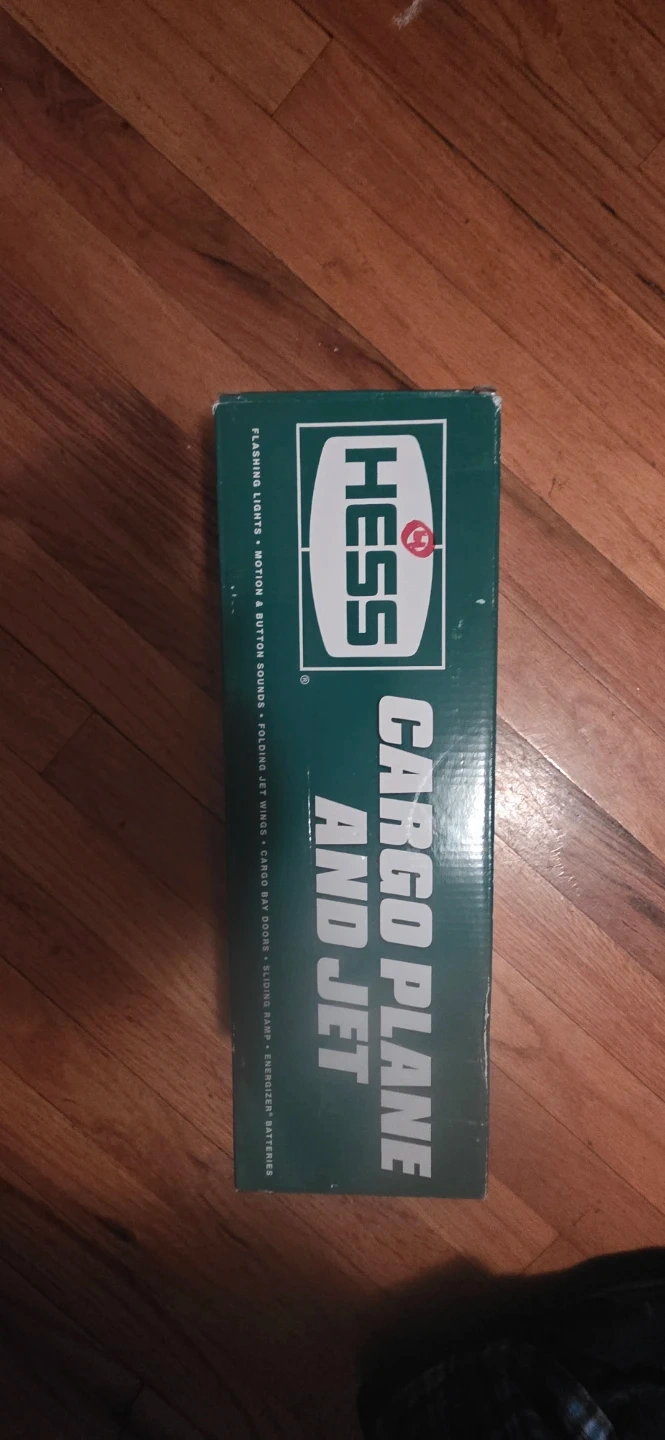 HESS
®
CARGO PLANE
AND JET
FLASHING LIGHTS • MOTION & BUTTON SOUNDS • FOLDING JET WINGS • CARGO BAY DOORS • SLIDING RAMP • ENERGIZER® BATTERIES